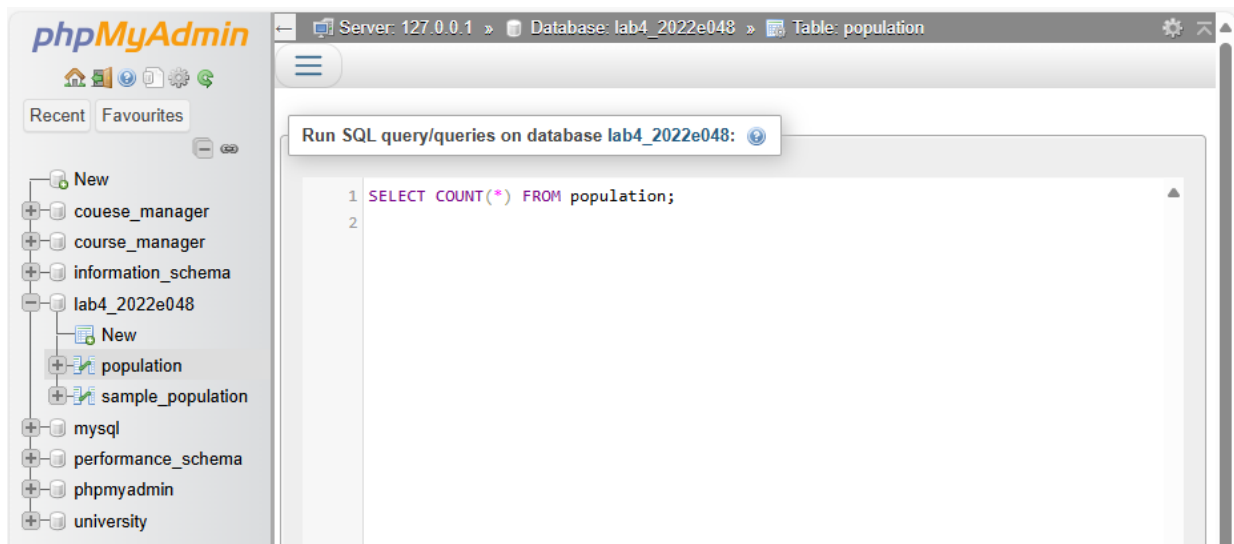 phpMyAdmin
Recent Favourites
New
couese_manager
course_manager
information_schema
lab4_2022e048
New
population
sample_population
mysql
performance_schema
phpmyadmin
university
Server: 127.0.0.1 » Database: lab4_2022e048 » Table: population
Run SQL query/queries on database lab4_2022e048:
1 SELECT COUNT(*) FROM population;
2